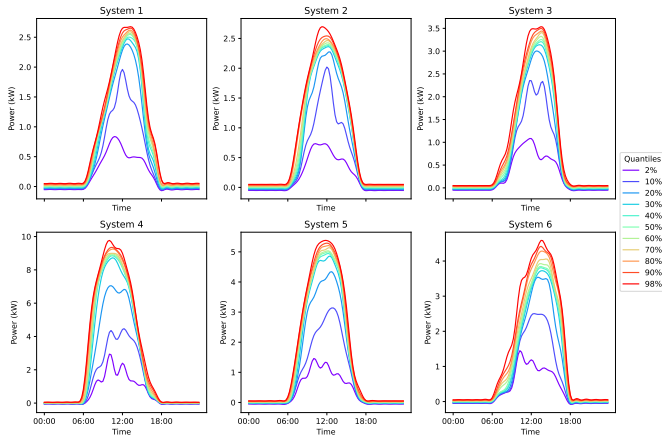 System 1
System 2
System 3
Power (kW)
2.5
2.0
1.5
1.0
0.5
0.0
Time
Power (kW)
2.5
2.0
1.5
1.0
0.5
0.0
Time
Power (kW)
3.5
3.0
2.5
2.0
1.5
1.0
0.5
0.0
Time
Quantiles
2%
10%
20%
30%
40%
50%
60%
70%
80%
90%
98%
System 4
System 5
System 6
Power (kW)
10
8
6
4
2
0
00:00 06:00 12:00 18:00
Time
Power (kW)
5
4
3
2
1
0
00:00 06:00 12:00 18:00
Time
Power (kW)
4
3
2
1
0
00:00 06:00 12:00 18:00
Time